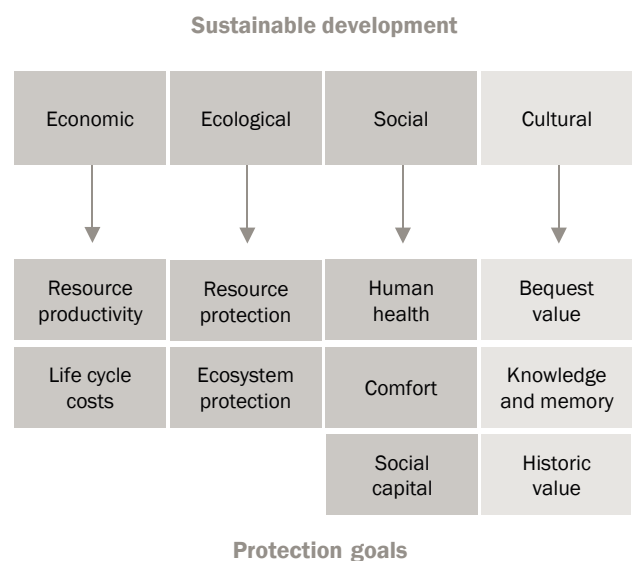 Sustainable development
Economic
Ecological
Social
Cultural
Resource
productivity
Resource
protection
Human
health
Bequest
value
Life cycle
costs
Ecosystem
protection
Comfort
Knowledge
and memory
Social
capital
Historic
value
Protection goals